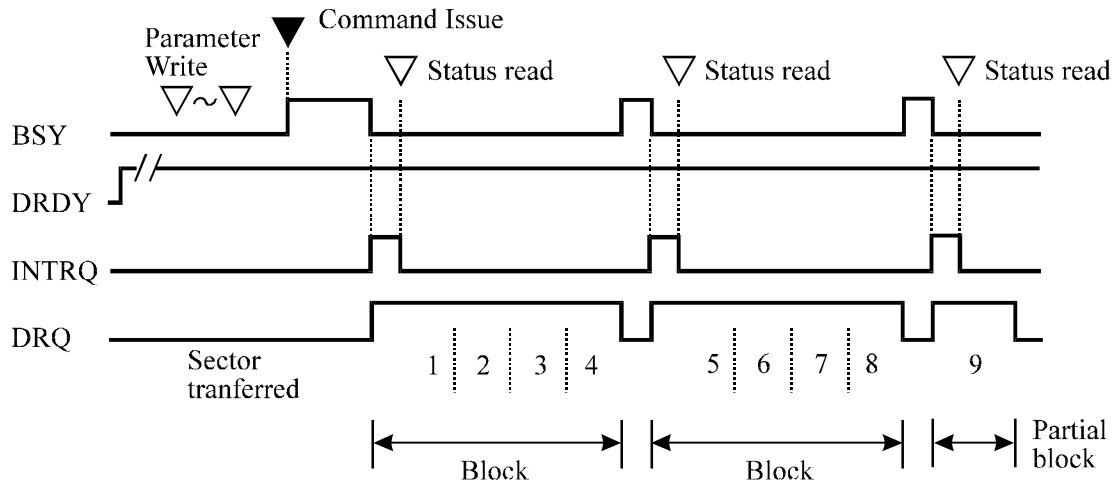 Command Issue
Parameter
Write
Status read
Status read
Status read
~
BSY
//
DRDY
INTRQ
DRQ
Sector
tranferred
1 2 3 4 5 6 7 8 9
Block
Block
Partial
block